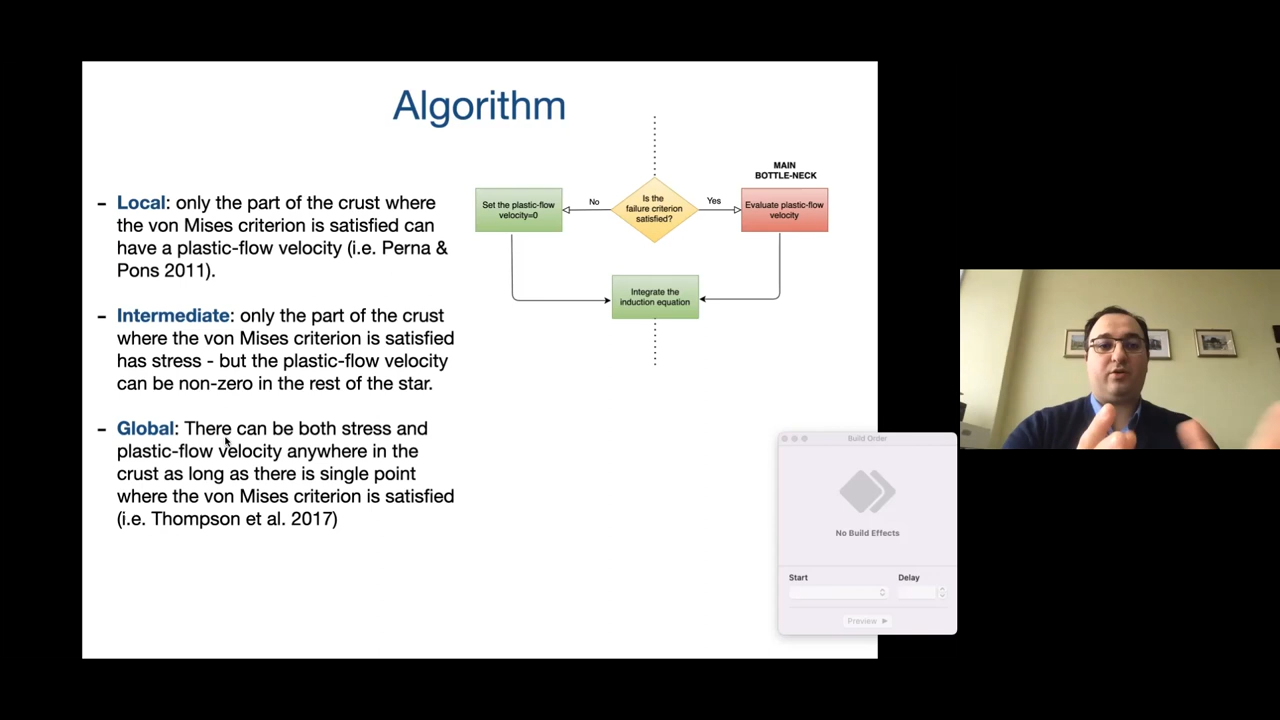 Algorithm
- Local: only the part of the crust where
the von Mises criterion is satisfied can
have a plastic-flow velocity (i.e. Perna &
Pons 2011).
- Intermediate: only the part of the crust
where the von Mises criterion is satisfied
has stress - but the plastic-flow velocity
can be non-zero in the rest of the star.
- Global: There can be both stress and
plastic-flow velocity anywhere in the
crust as long as there is single point
where the von Mises criterion is satisfied
(i.e. Thompson et al. 2017)
MAIN
BOTTLE-NECK
Set the plastic-flow
velocity=0
No
Is the
failure criterion
satisfied?
Yes
Evaluate plastic-flow
velocity
Integrate the
induction equation
Build Order
No Build Effects
Start
Delay
Preview